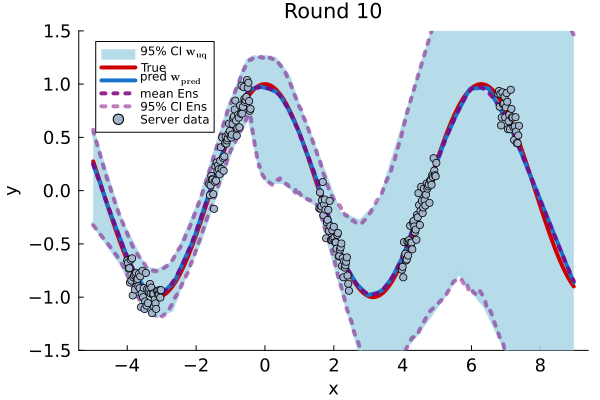 Round 10
95% CI w_uq
True
pred w_pred
mean Ens
95% CI Ens
Server data
y
1.5
1.0
0.5
0.0
−0.5
−1.0
−1.5
−4 −2 0 2 4 6 8
x